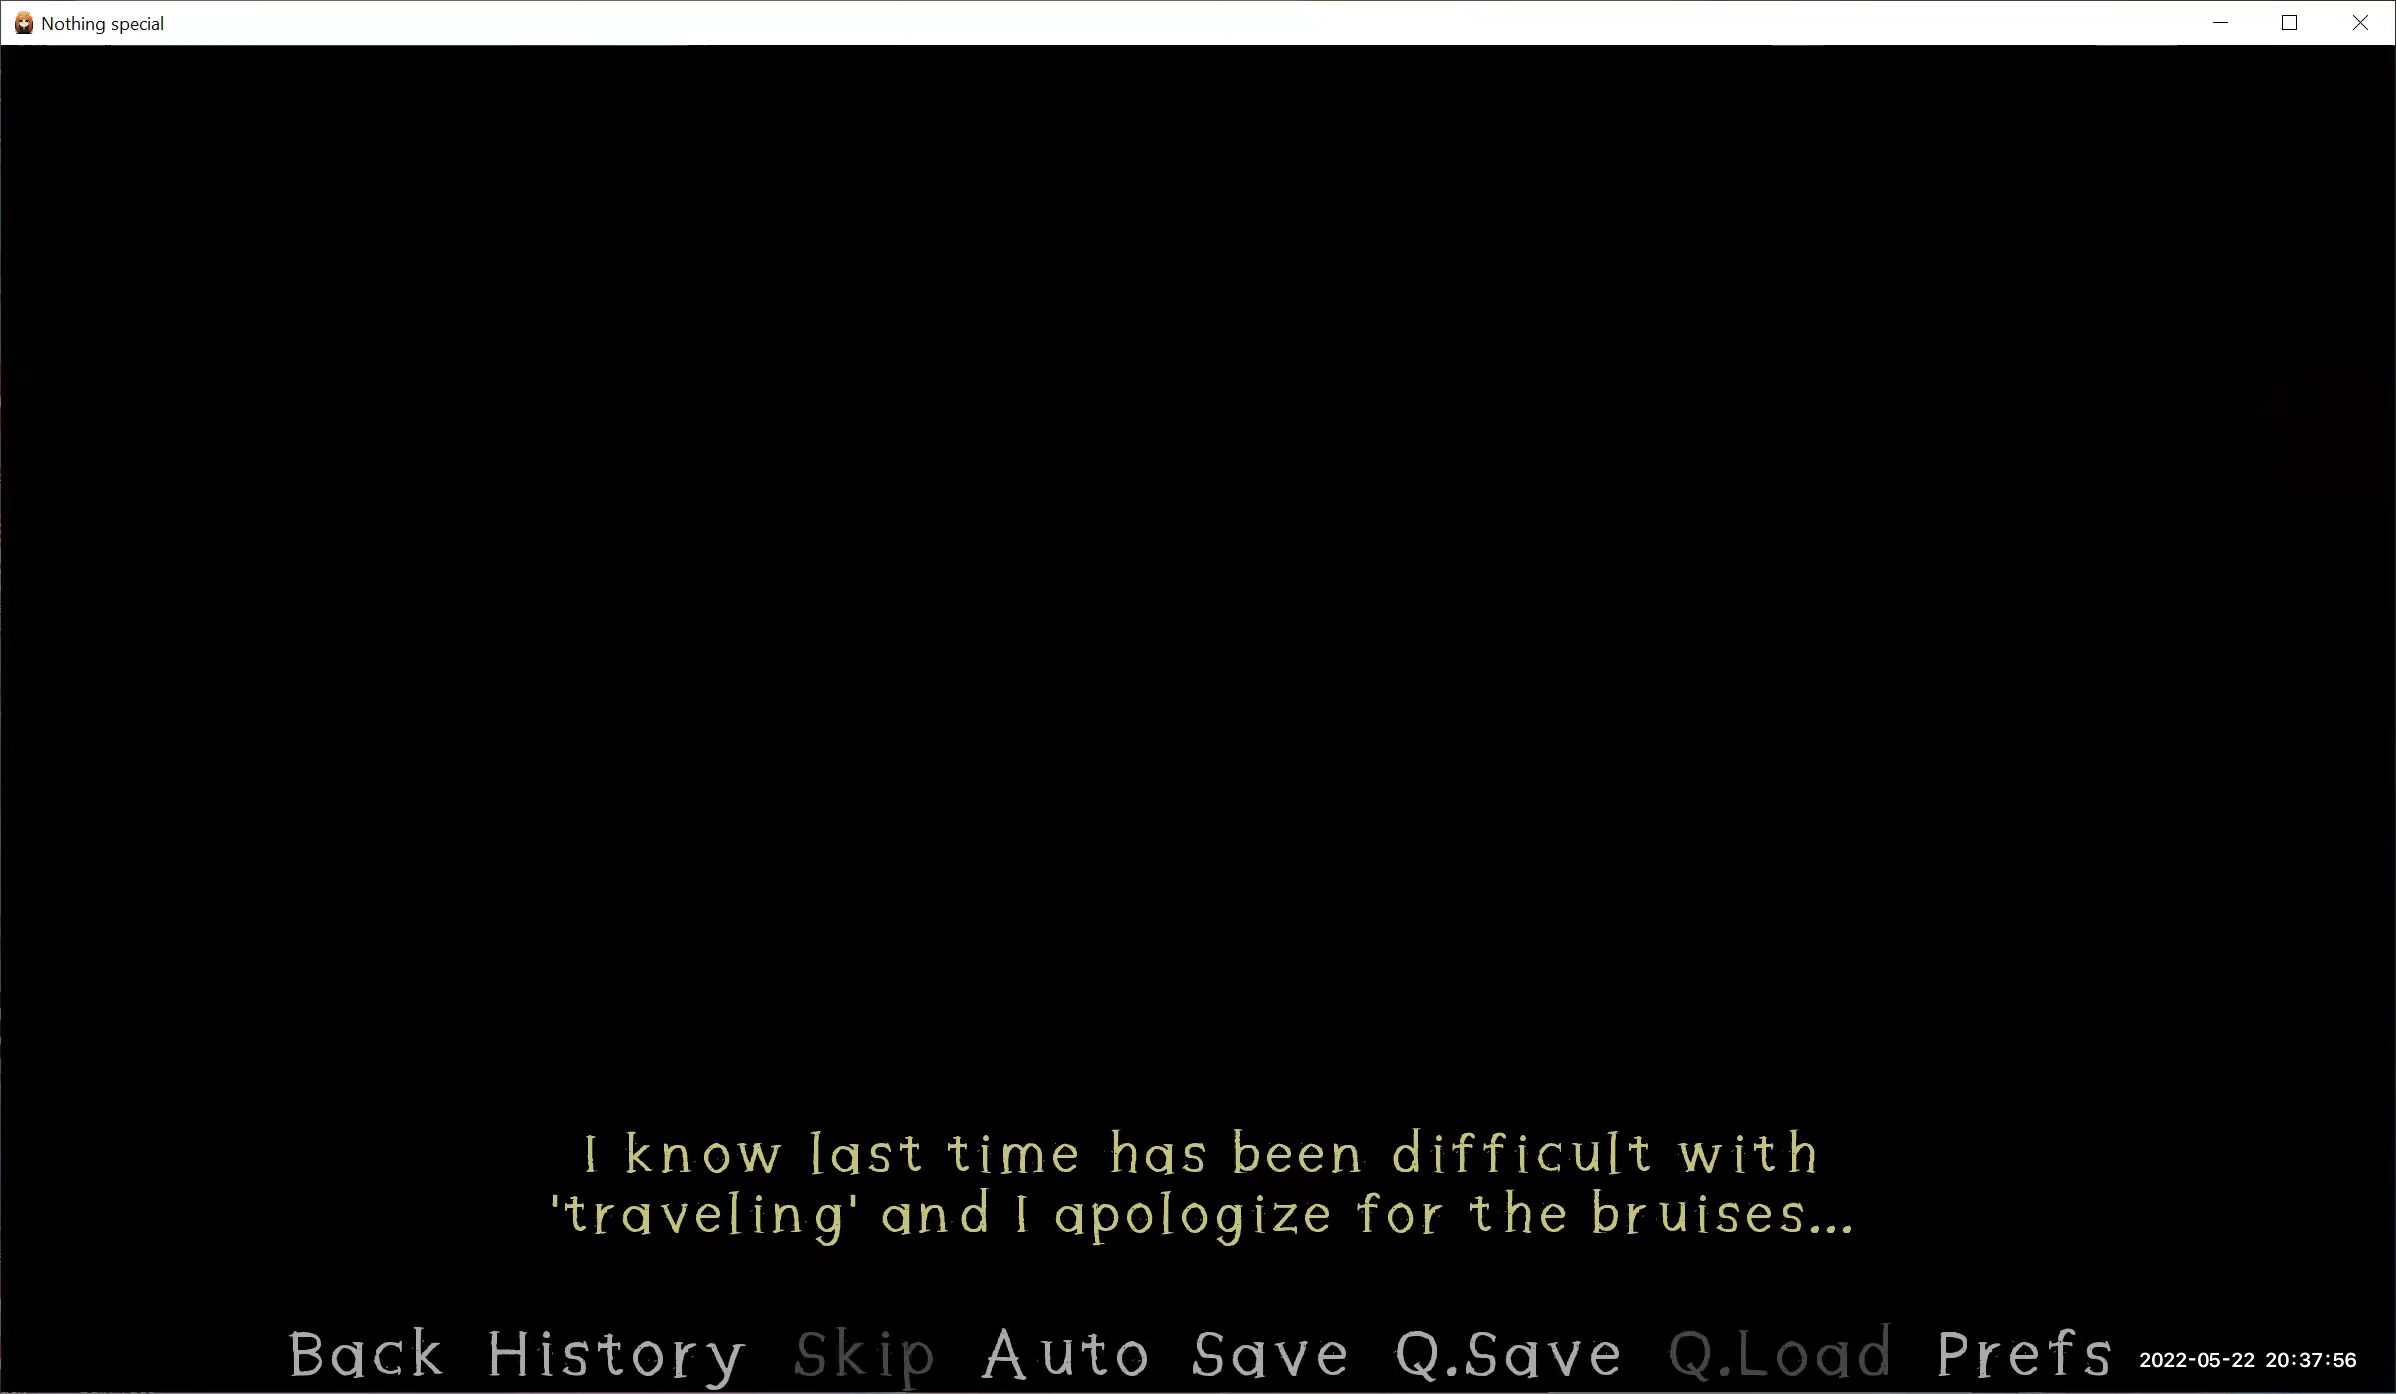 Nothing special
I know last time has been difficult with
'traveling' and I apologize for the bruises...
Back History Skip Auto Save Q.Save Q.Load Prefs 2022-05-22 20:37:56